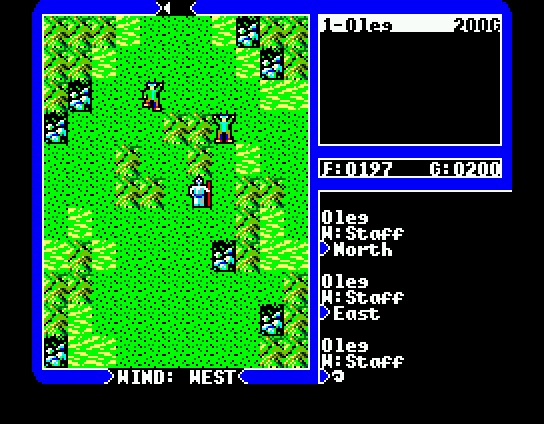 1-Oleg 200G
F:0197 G:0200
Oleg
W:Staff
North
Oleg
W:Staff
East
Oleg
W:Staff
WIND: WEST